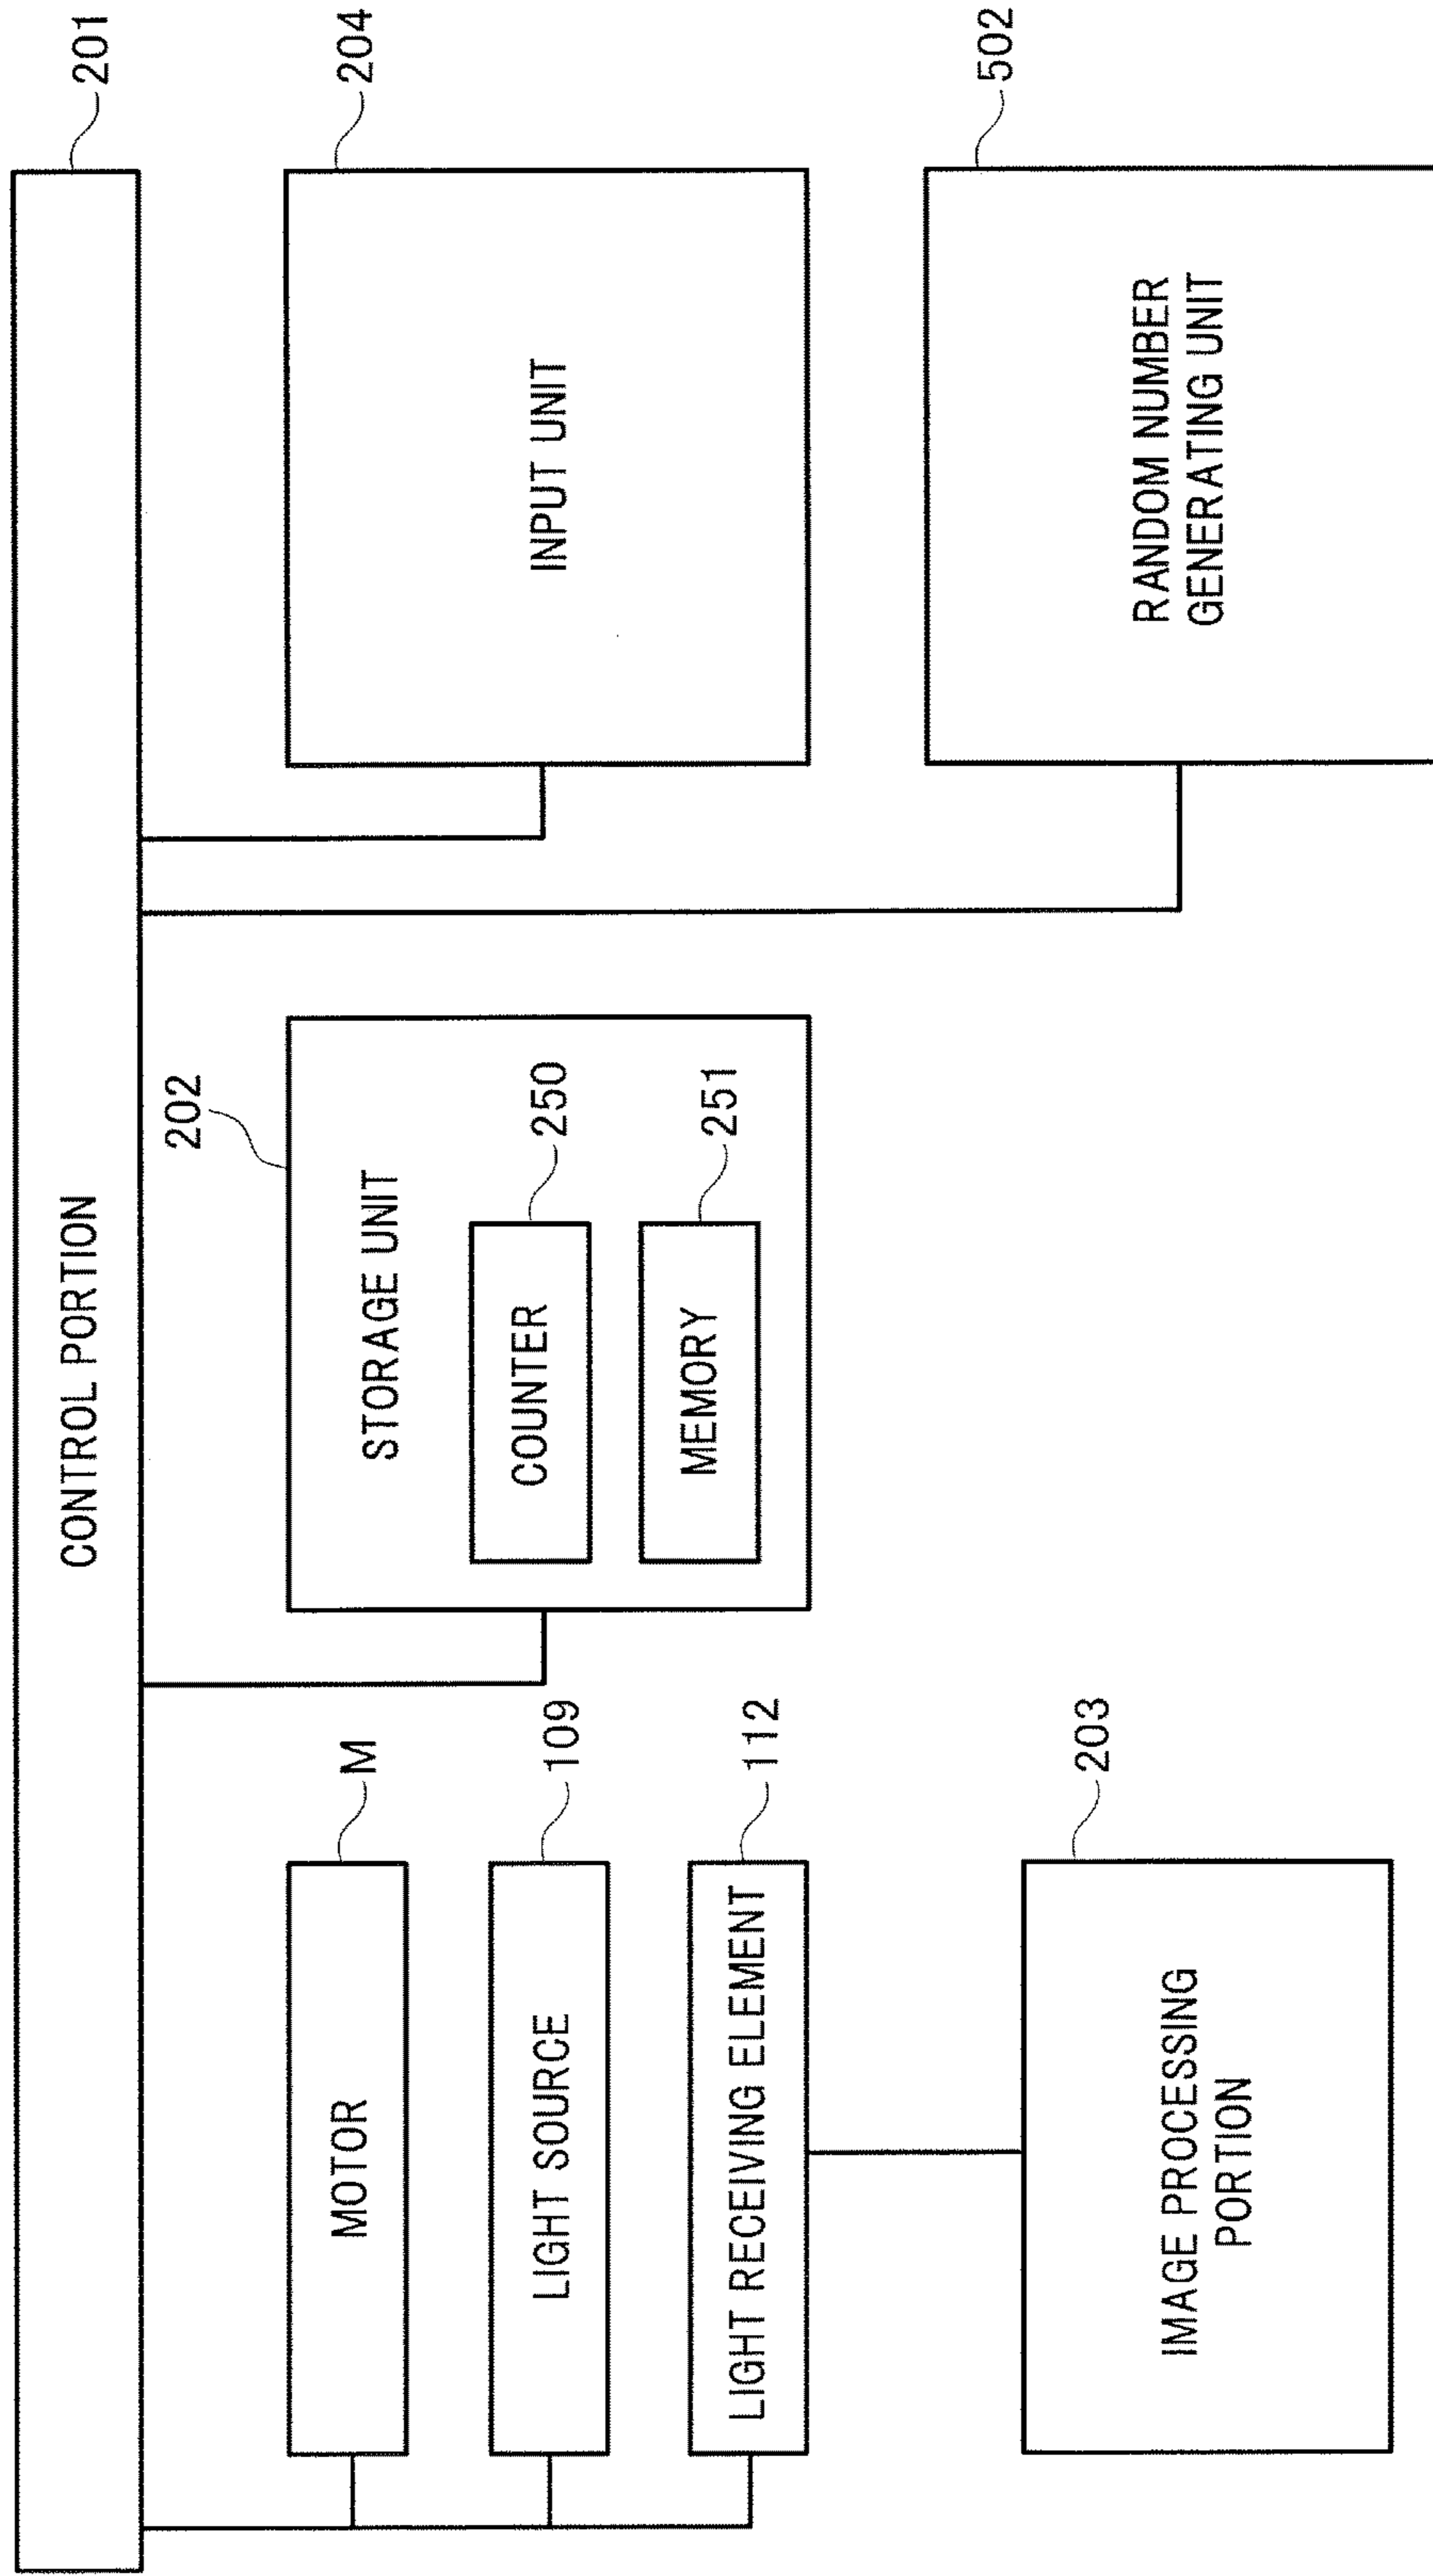 CONTROL PORTION
201
MOTOR
M
LIGHT SOURCE
109
LIGHT RECEIVING ELEMENT
112
IMAGE PROCESSING
PORTION
203
202
STORAGE UNIT
COUNTER
250
MEMORY
251
INPUT UNIT
204
RANDOM NUMBER
GENERATING UNIT
502